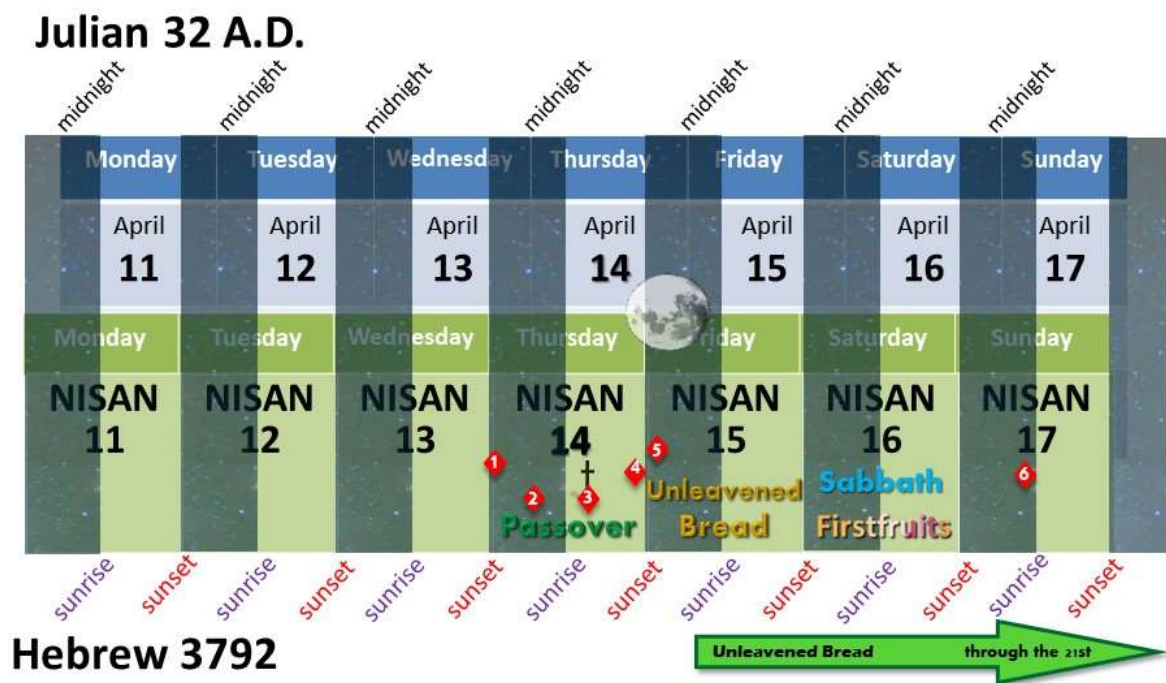 Julian 32 A.D.
midnight midnight midnight midnight midnight midnight midnight
Monday Tuesday Wednesday Thursday Friday Saturday Sunday
April April April April April April April
11 12 13 14 15 16 17
Monday Tuesday Wednesday Thursday Friday Saturday Sunday
NISAN NISAN NISAN NISAN NISAN NISAN NISAN
11 12 13 14 15 16 17
1 2 † 3 4 5 6
Passover
Unleavened
Bread
Sabbath
Firstfruits
sunrise sunset sunrise sunset sunrise sunset sunrise sunset sunrise sunset sunrise sunset sunrise sunset
Hebrew 3792
Unleavened Bread through the 21st